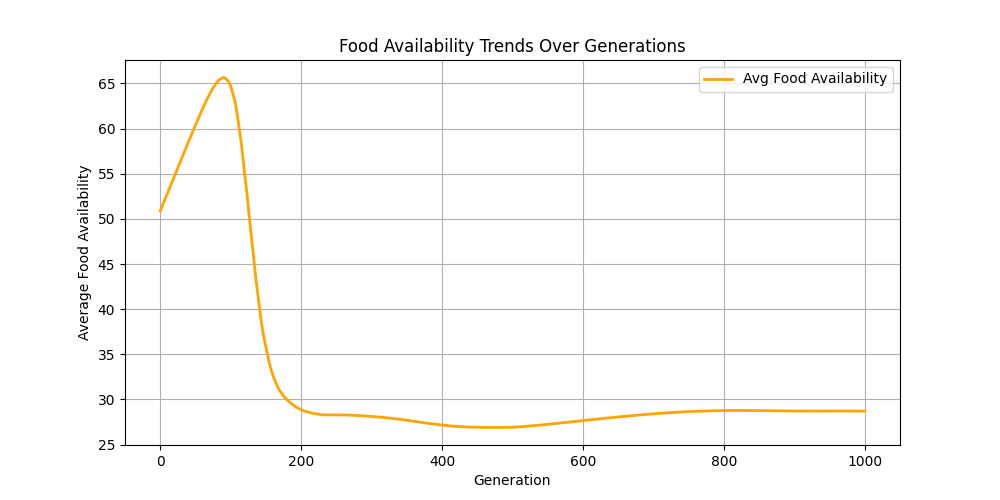 Food Availability Trends Over Generations
Avg Food Availability
Average Food Availability
65
60
55
50
45
40
35
30
25
0 200 400 600 800 1000
Generation